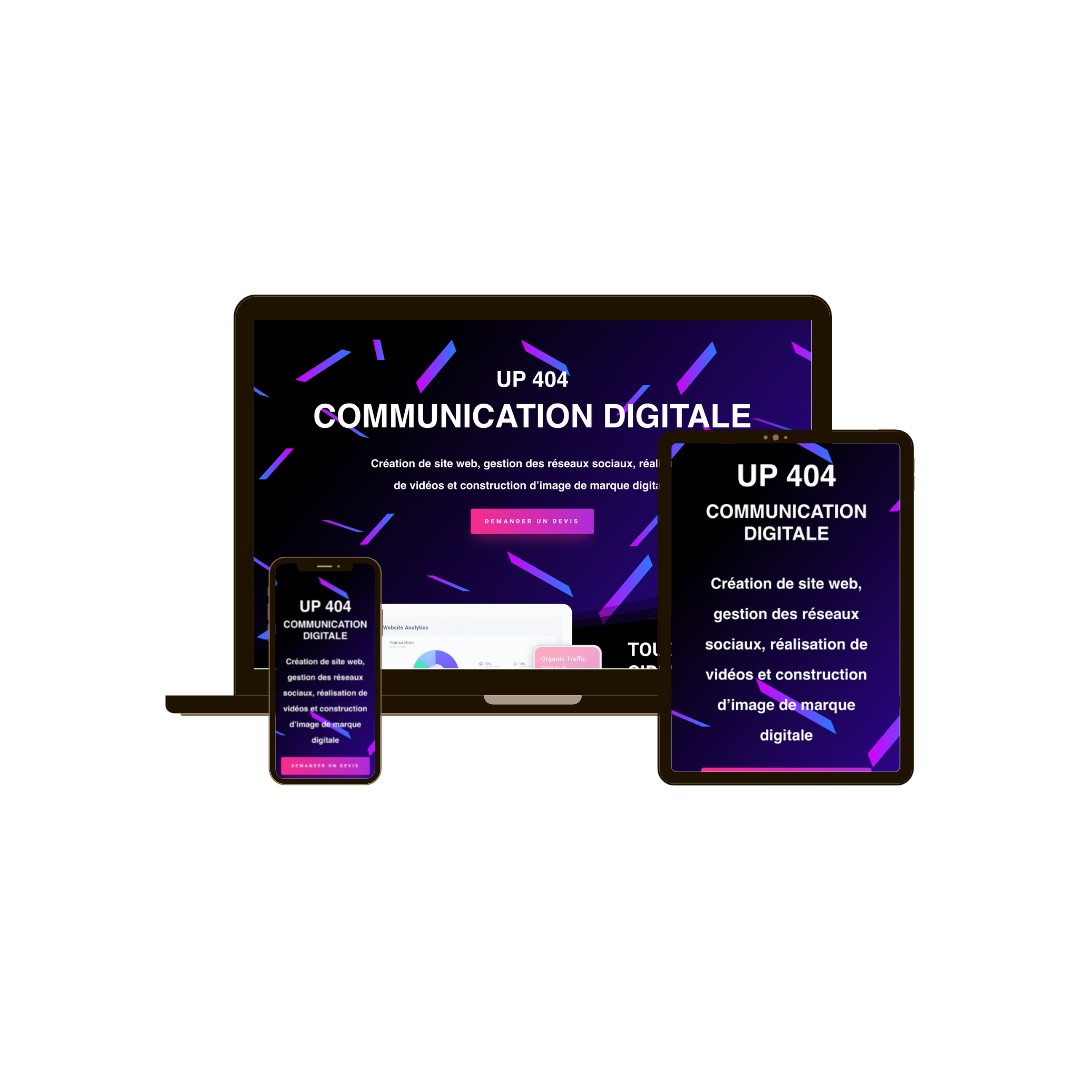 UP 404
COMMUNICATION DIGITALE
Création de site web, gestion des réseaux sociaux,
de vidéos et construction d'image de marque
DEMANDER UN DEVIS
Website Analytics
Transaction
Organic Traffic
UP 404
COMMUNICATION
DIGITALE
Création de site web,
gestion des réseaux
sociaux, réalisation de
vidéos et construction
d'image de marque
digitale
DEMANDER UN DEVIS
UP 404
COMMUNICATION
DIGITALE
Création de site web,
gestion des réseaux
sociaux, réalisation de
vidéos et construction
d'image de marque
digitale